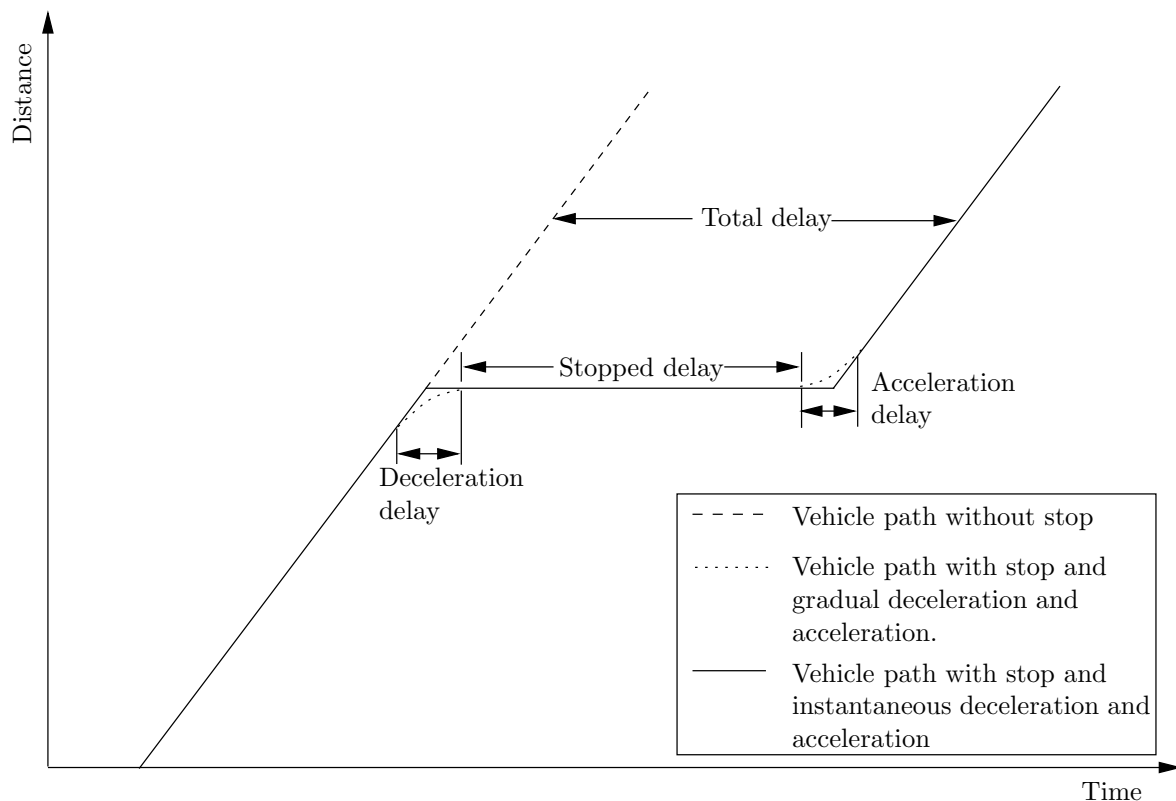 Distance
Total delay
Stopped delay
Acceleration
delay
Deceleration
delay
Vehicle path without stop
Vehicle path with stop and
gradual deceleration and
acceleration.
Vehicle path with stop and
instantaneous deceleration and
acceleration
Time